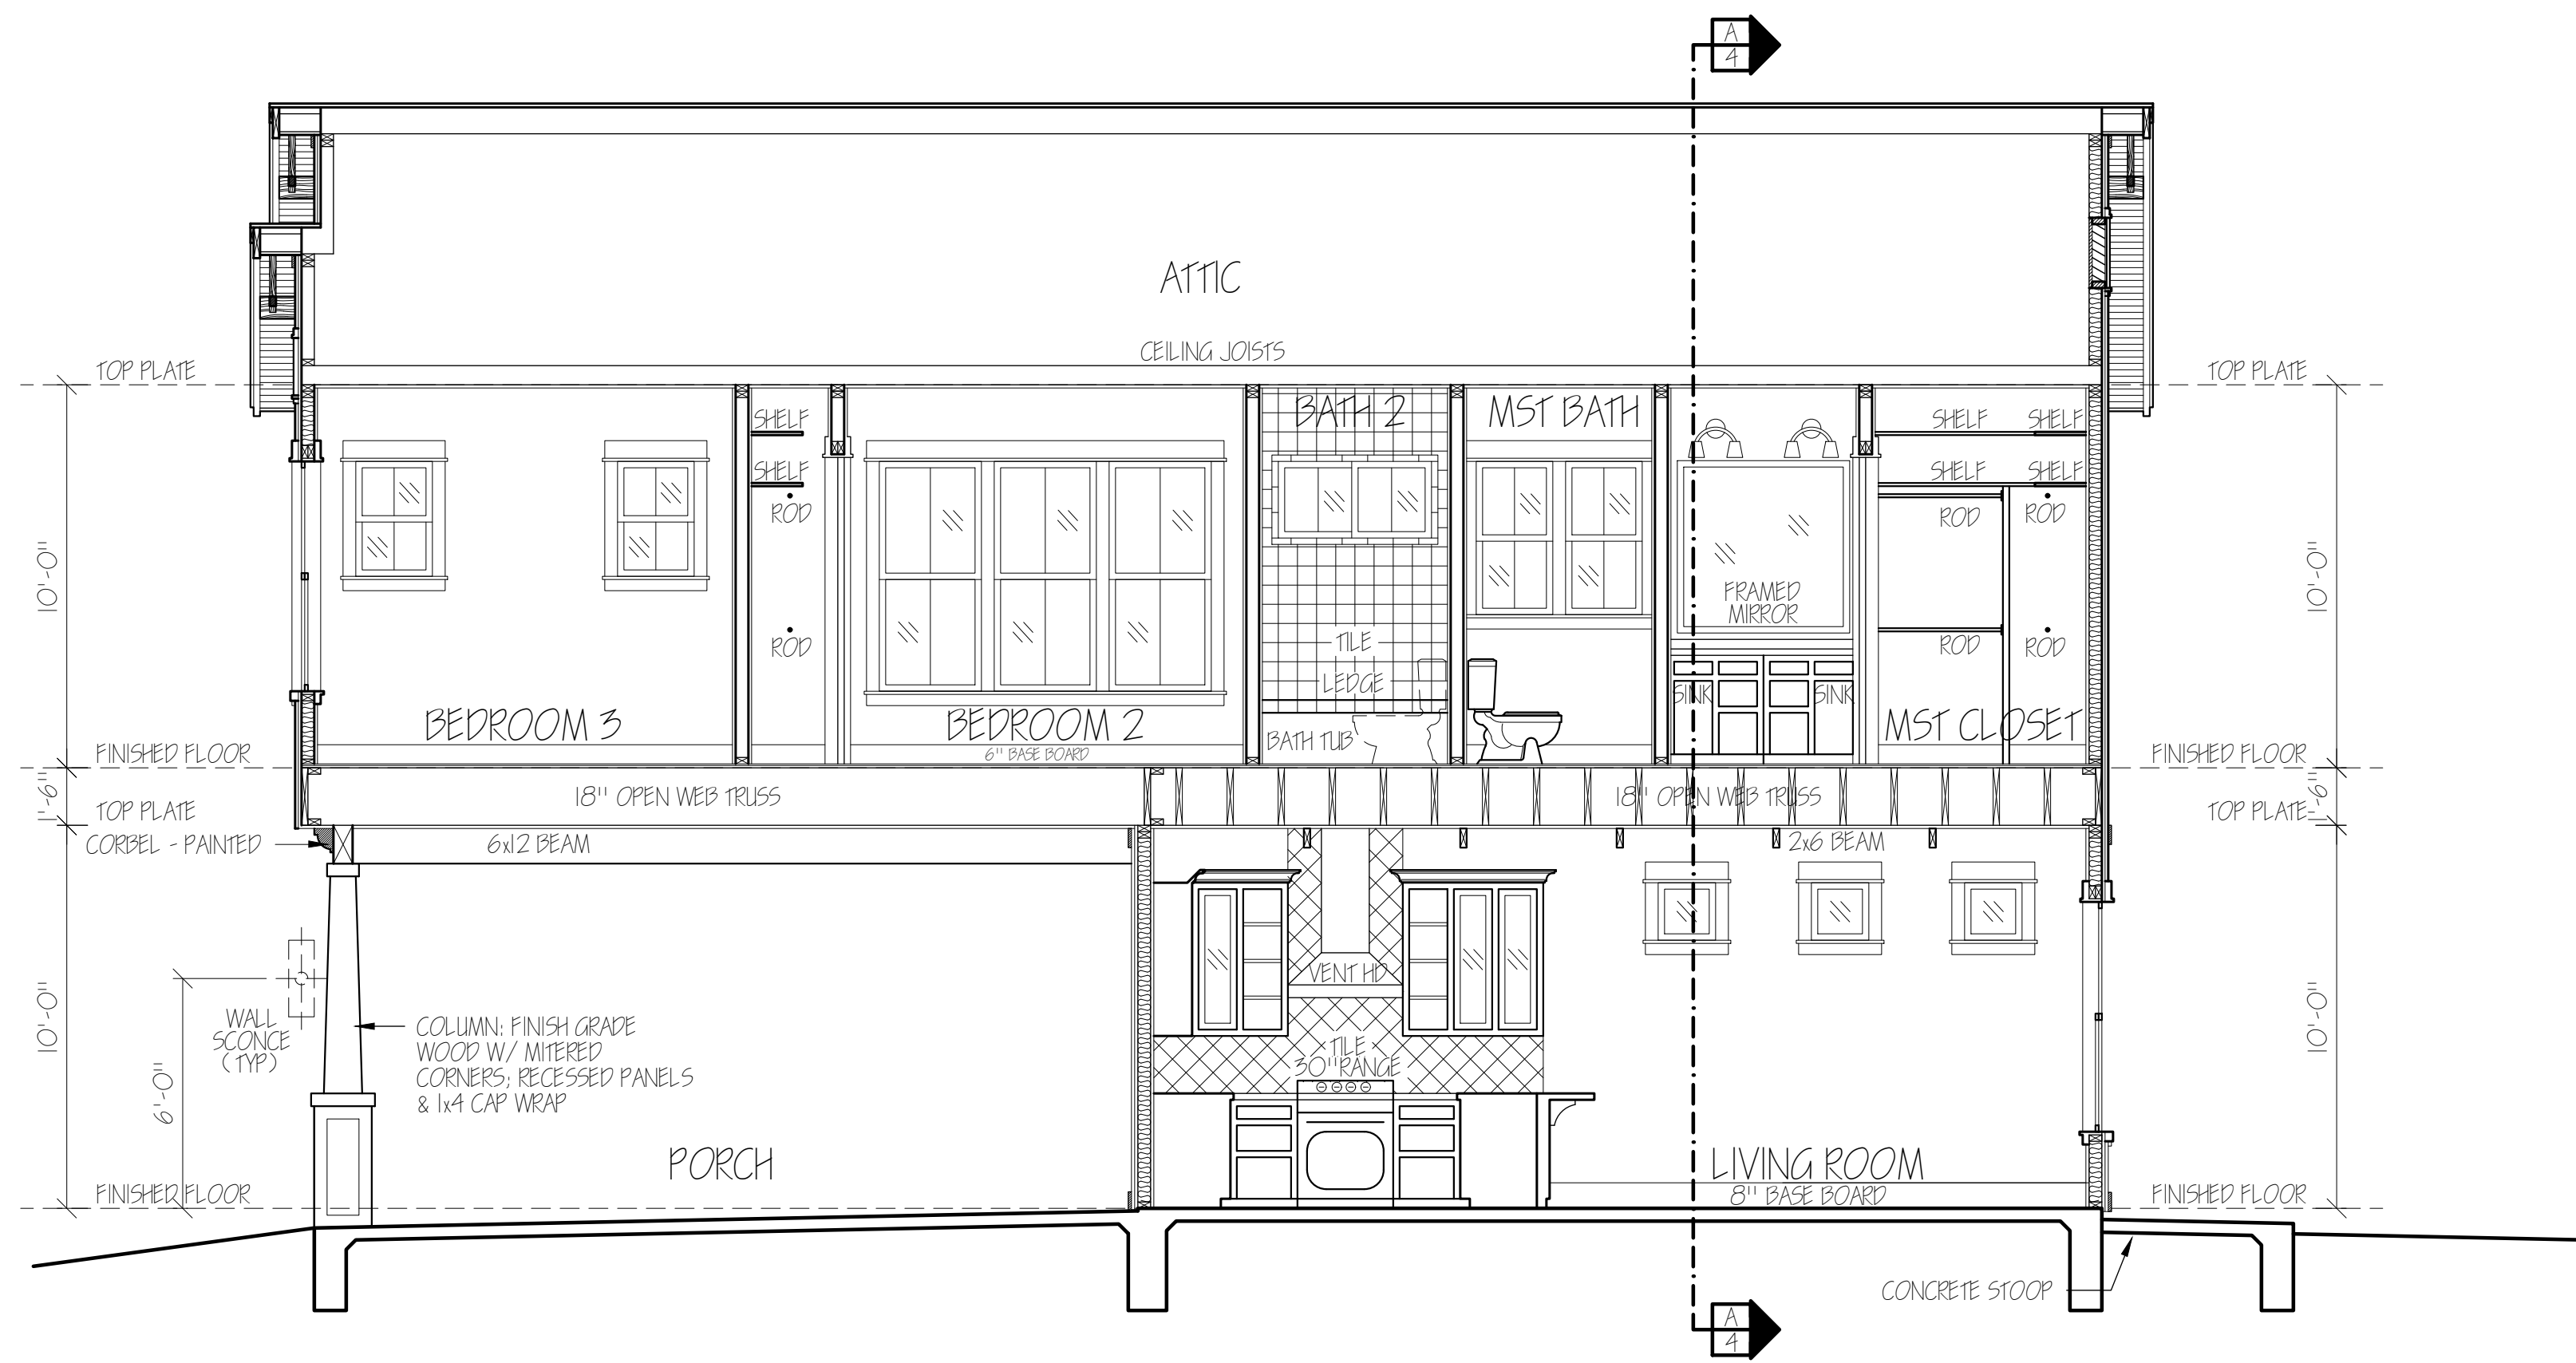 A
4
ATTIC
CEILING JOISTS
TOP PLATE
TOP PLATE
SHELF
BATH 2
MST BATH
SHELF
SHELF
SHELF
SHELF
SHELF
ROD
ROD
ROD
10'-0"
10'-0"
FRAMED
MIRROR
ROD
TILE
ROD
ROD
LEDGE
SINK
SINK
BEDROOM 3
BEDROOM 2
MST CLOSET
BATH TUB
FINISHED FLOOR
6" BASE BOARD
FINISHED FLOOR
1'-6"
18" OPEN WEB TRUSS
18" OPEN WEB TRUSS
1'-6"
TOP PLATE
TOP PLATE
CORBEL - PAINTED
6x12 BEAM
2x6 BEAM
VENT HD
10'-0"
10'-0"
WALL
SCONCE
(TYP)
COLUMN: FINISH GRADE
WOOD W/ MITERED
CORNERS; RECESSED PANELS
& 1x4 CAP WRAP
TILE
30" RANGE
6'-0"
PORCH
LIVING ROOM
FINISHED FLOOR
8" BASE BOARD
FINISHED FLOOR
CONCRETE STOOP
A
4